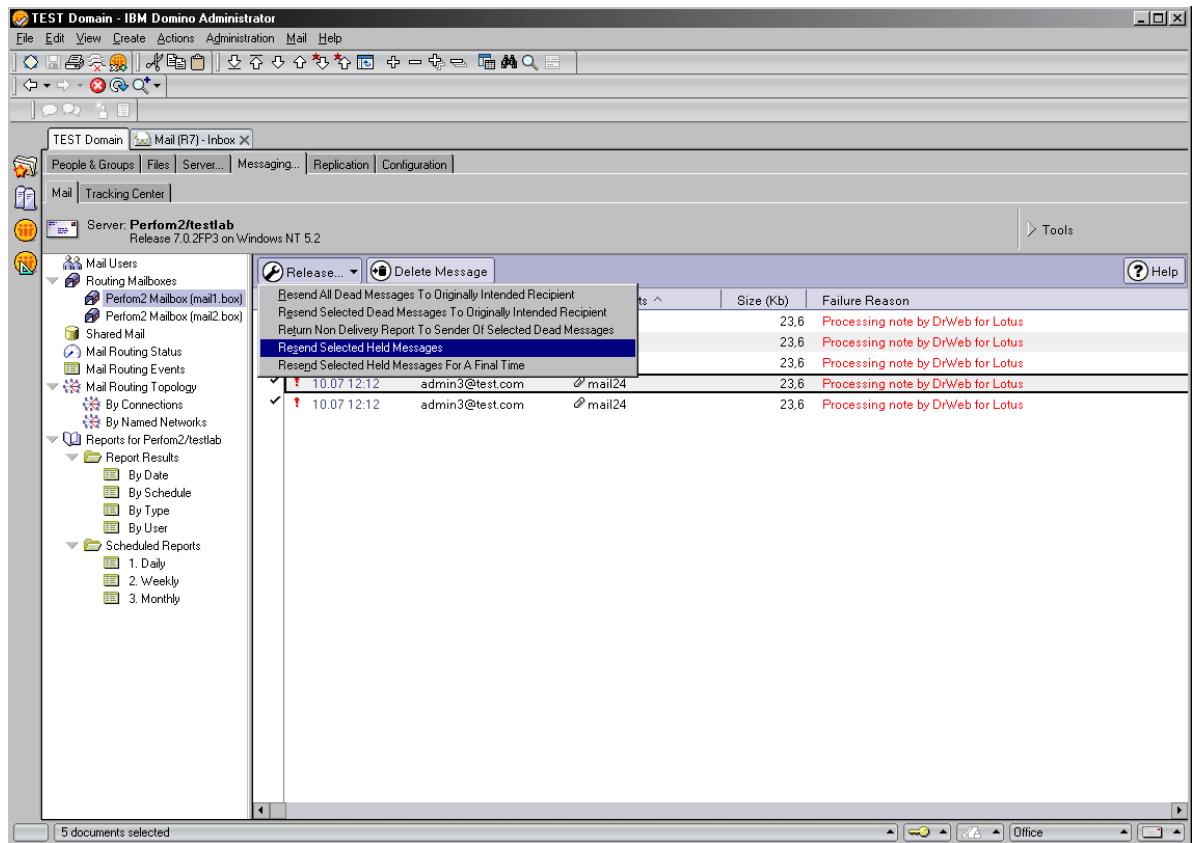 TEST Domain - IBM Domino Administrator
File Edit View Create Actions Administration Mail Help
TEST Domain Mail (R7) - Inbox
People & Groups Files Server... Messaging... Replication Configuration
Mail Tracking Center
Server: Perfom2/testlab
Release 7.0.2FP3 on Windows NT 5.2
Tools
Mail Users
Routing Mailboxes
Perfom2 Mailbox (mail1.box)
Perfom2 Mailbox (mail2.box)
Shared Mail
Mail Routing Status
Mail Routing Events
Mail Routing Topology
By Connections
By Named Networks
Reports for Perfom2/testlab
Report Results
By Date
By Schedule
By Type
By User
Scheduled Reports
1. Daily
2. Weekly
3. Monthly
Release... Delete Message Help
Resend All Dead Messages To Originally Intended Recipient
Resend Selected Dead Messages To Originally Intended Recipient
Return Non Delivery Report To Sender Of Selected Dead Messages
Resend Selected Held Messages
Resend Selected Held Messages For A Final Time
ts Size (Kb) Failure Reason
23,6 Processing note by DrWeb for Lotus
23,6 Processing note by DrWeb for Lotus
23,6 Processing note by DrWeb for Lotus
10.07 12:12 admin3@test.com mail24 23,6 Processing note by DrWeb for Lotus
10.07 12:12 admin3@test.com mail24 23,6 Processing note by DrWeb for Lotus
5 documents selected
Office